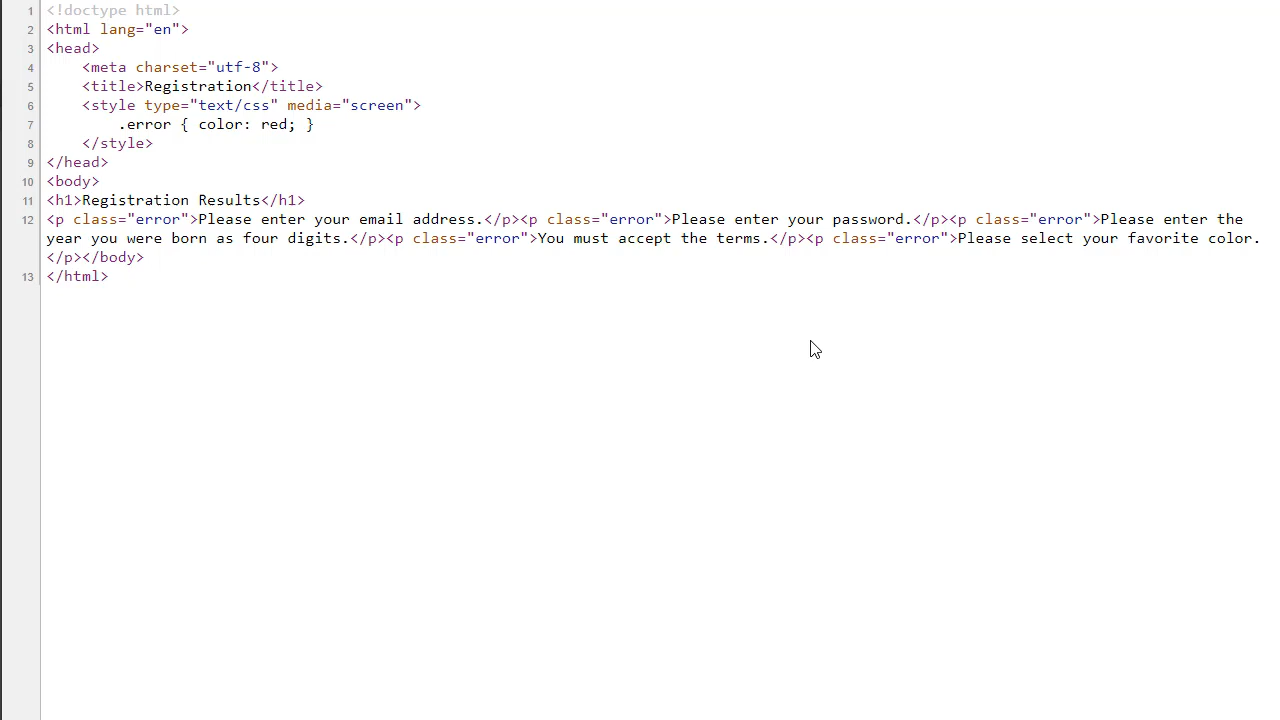 1 <!doctype html>
2 <html lang="en">
3 <head>
4 <meta charset="utf-8">
5 <title>Registration</title>
6 <style type="text/css" media="screen">
7 .error { color: red; }
8 </style>
9 </head>
10 <body>
11 <h1>Registration Results</h1>
12 <p class="error">Please enter your email address.</p><p class="error">Please enter your password.</p><p class="error">Please enter the
year you were born as four digits.</p><p class="error">You must accept the terms.</p><p class="error">Please select your favorite color.
</p></body>
13 </html>